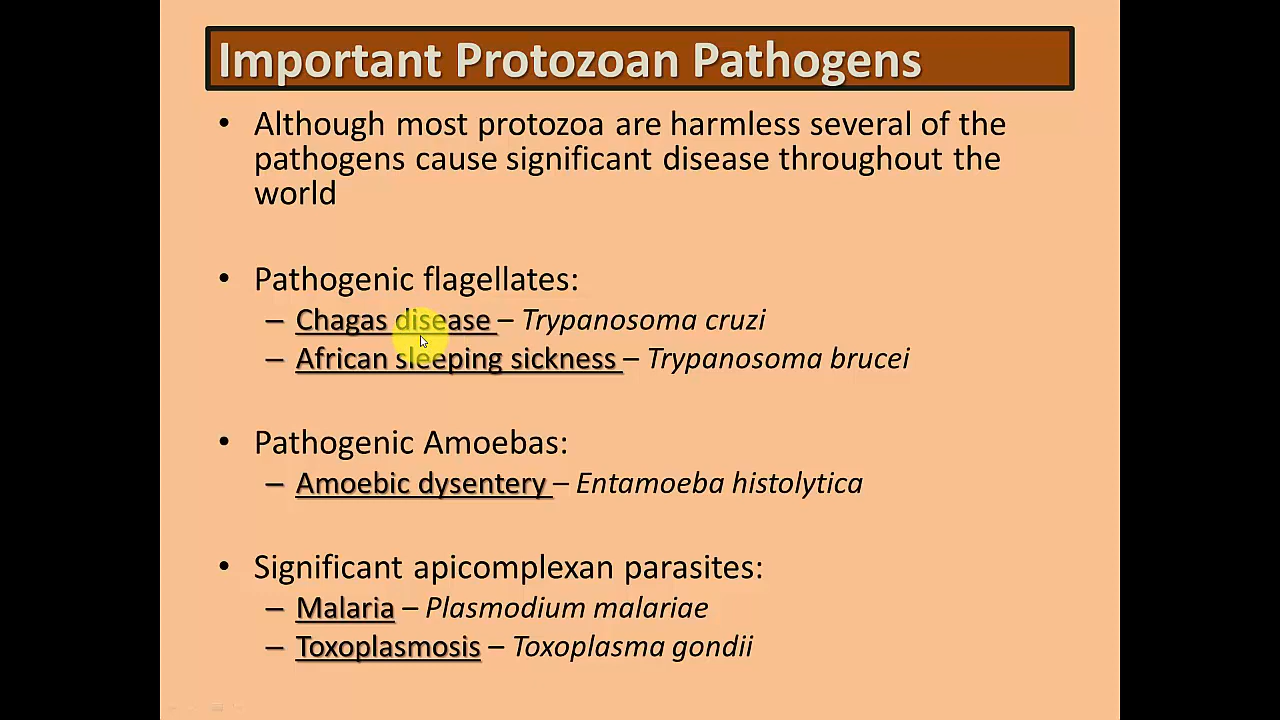 Important Protozoan Pathogens
• Although most protozoa are harmless several of the
pathogens cause significant disease throughout the
world
• Pathogenic flagellates:
– Chagas disease – Trypanosoma cruzi
– African sleeping sickness – Trypanosoma brucei
• Pathogenic Amoebas:
– Amoebic dysentery – Entamoeba histolytica
• Significant apicomplexan parasites:
– Malaria – Plasmodium malariae
– Toxoplasmosis – Toxoplasma gondii